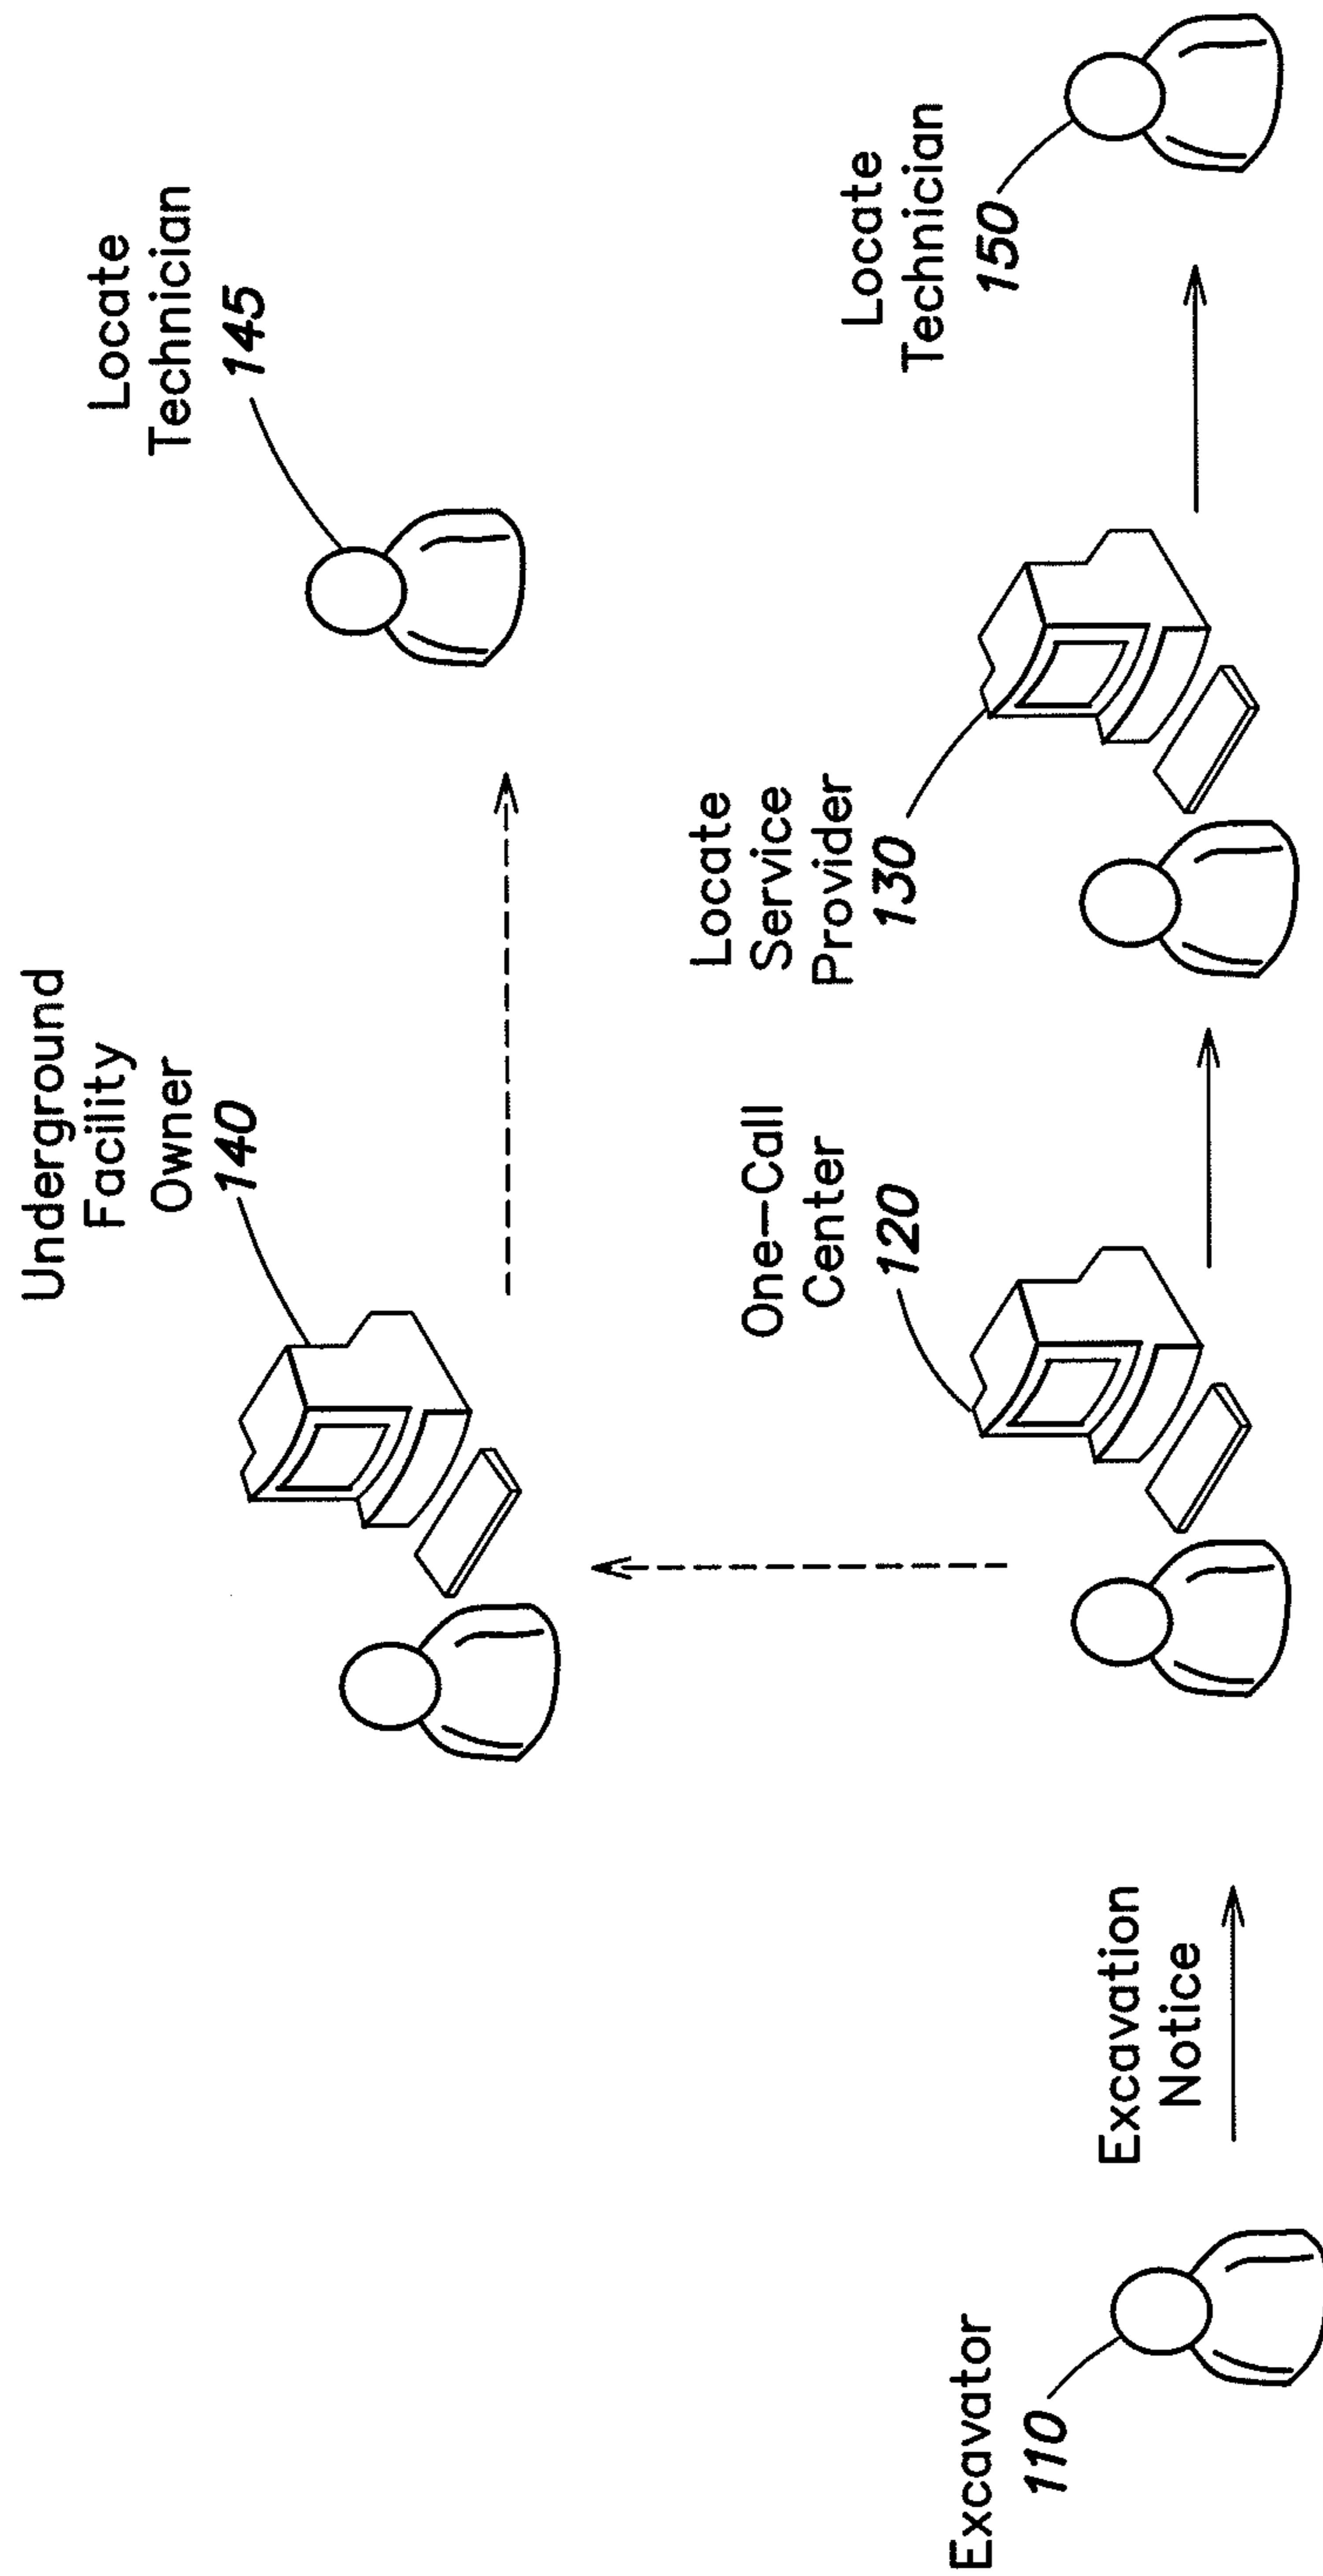 Underground
Facility
Owner
140
Locate
Technician
145
Excavator
110
Excavation
Notice
One-Call
Center
120
Locate
Service
Provider
130
Locate
Technician
150